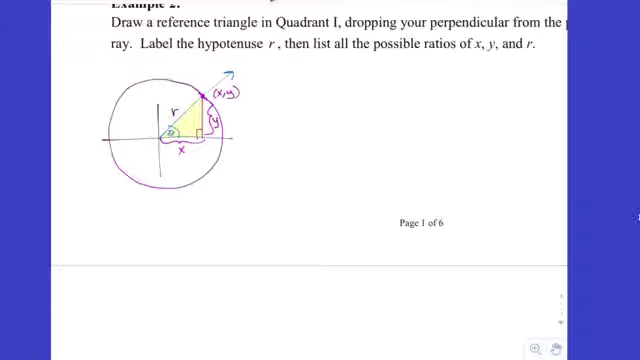 Example 2:
Draw a reference triangle in Quadrant I, dropping your perpendicular from the p
ray. Label the hypotenuse r, then list all the possible ratios of x, y, and r.
(x,y)
r
y
θ
x
Page 1 of 6